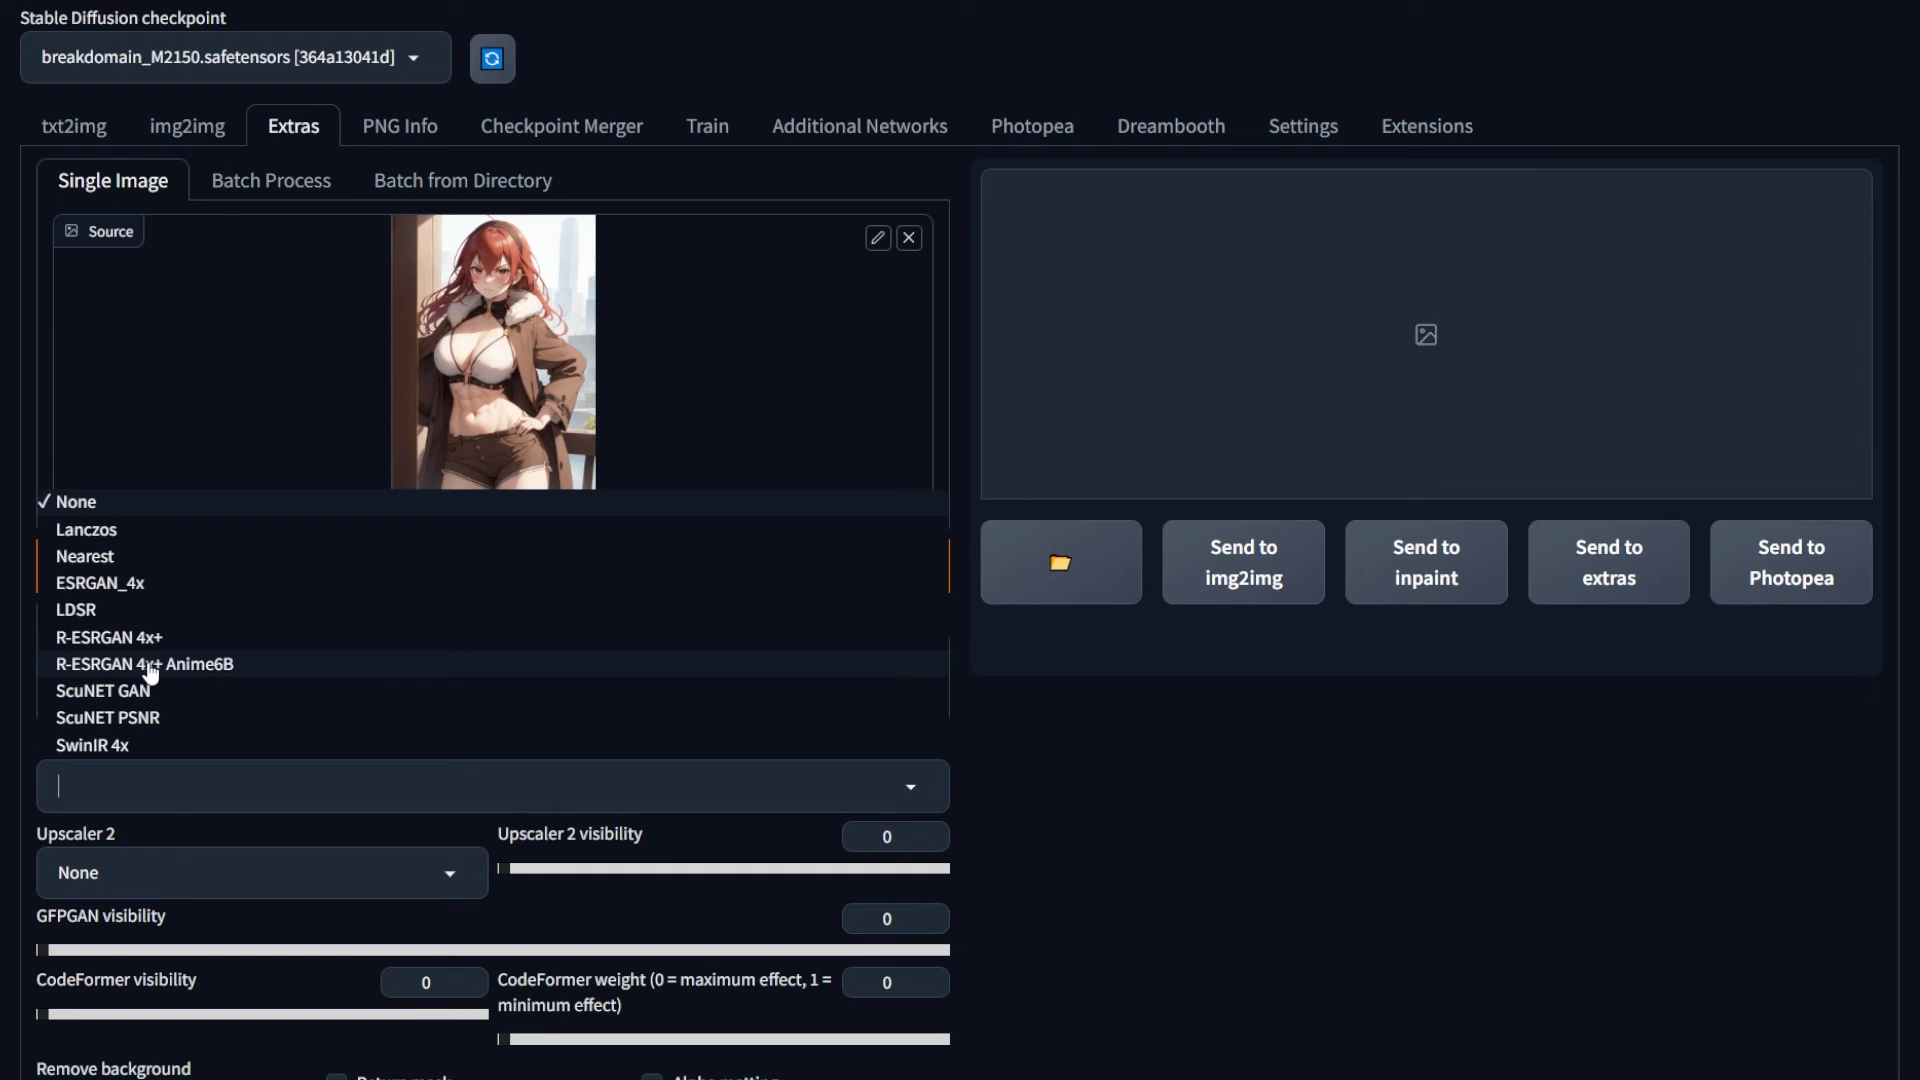 Stable Diffusion checkpoint
breakdomain_M2150.safetensors [364a13041d]
txt2img img2img Extras PNG Info Checkpoint Merger Train Additional Networks Photopea Dreambooth Settings Extensions
Single Image Batch Process Batch from Directory
Source
✓ None
Lanczos
Nearest
ESRGAN_4x
LDSR
R-ESRGAN 4x+
R-ESRGAN 4x+ Anime6B
ScuNET GAN
ScuNET PSNR
SwinIR 4x
Send to
img2img
Send to
inpaint
Send to
extras
Send to
Photopea
Upscaler 2
None
Upscaler 2 visibility
0
GFPGAN visibility
0
CodeFormer visibility
0
CodeFormer weight (0 = maximum effect, 1 =
minimum effect)
0
Remove background